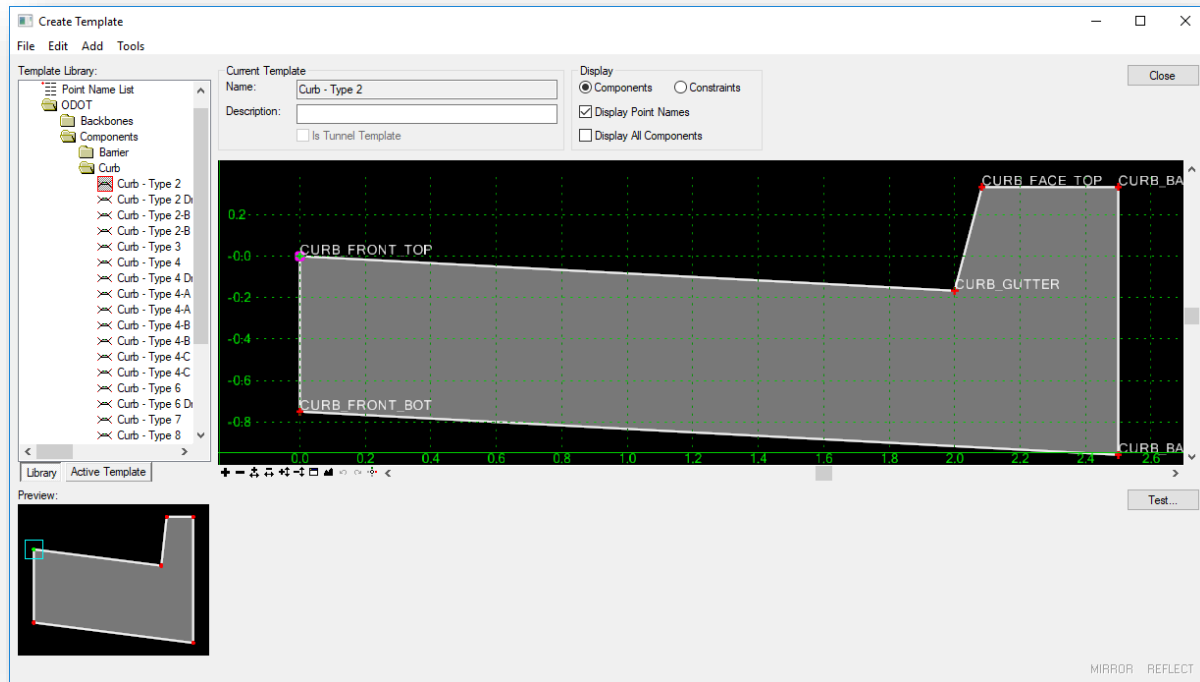 Create Template
File Edit Add Tools
Template Library:
Point Name List
ODOT
Backbones
Components
Barrier
Curb
Curb - Type 2
Curb - Type 2 Dr
Curb - Type 2-B
Curb - Type 2-B
Curb - Type 3
Curb - Type 4
Curb - Type 4 Dr
Curb - Type 4-A
Curb - Type 4-A
Curb - Type 4-B
Curb - Type 4-B
Curb - Type 4-C
Curb - Type 4-C
Curb - Type 6
Curb - Type 6 Dr
Curb - Type 7
Curb - Type 8
Library Active Template
Preview:
Current Template
Name: Curb - Type 2
Description:
Is Tunnel Template
Display
Components Constraints
Display Point Names
Display All Components
Close
CURB_FACE_TOP CURB_BA
0.2
CURB_FRONT_TOP
-0.0
CURB_GUTTER
-0.2
-0.4
-0.6
CURB_FRONT_BOT
-0.8
CURB_BA
0.0 0.2 0.4 0.6 0.8 1.0 1.2 1.4 1.6 1.8 2.0 2.2 2.4 2.6
Test...
MIRROR REFLECT